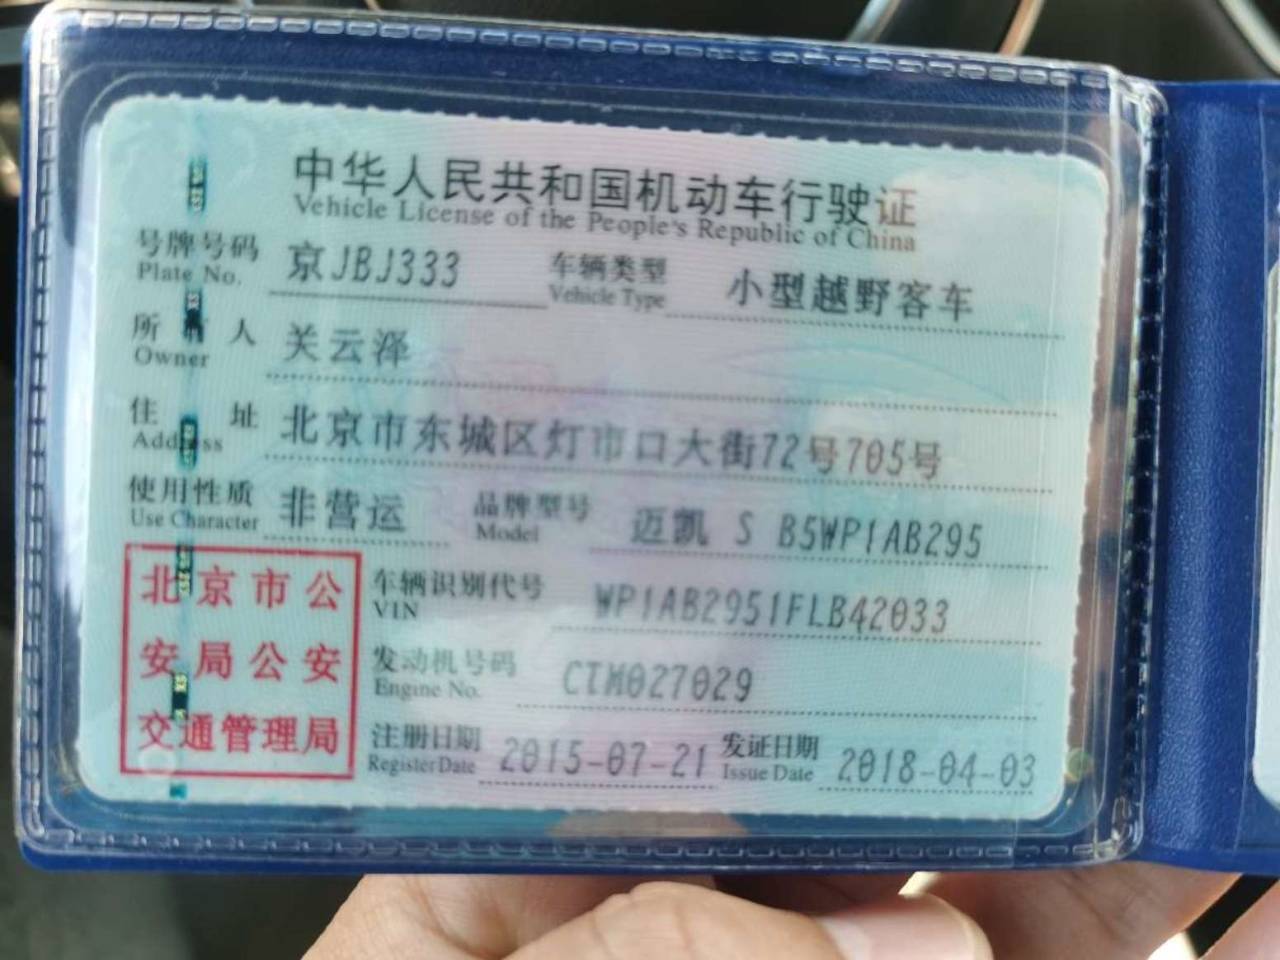 中华人民共和国机动车行驶证
Vehicle License of the People's Republic of China
号牌号码 京JBJ333 车辆类型 小型越野客车
Plate No. Vehicle Type
所有人 关云泽
Owner
住址 北京市东城区灯市口大街72号705号
Address
使用性质 非营运 品牌型号 迈凯 S B5WP1AB295
Use Character Model
北京市公安局公安交通管理局
车辆识别代号 WP1AB2951FLB42033
VIN
发动机号码 CTM027029
Engine No.
注册日期 2015-07-21 发证日期 2018-04-03
Register Date Issue Date